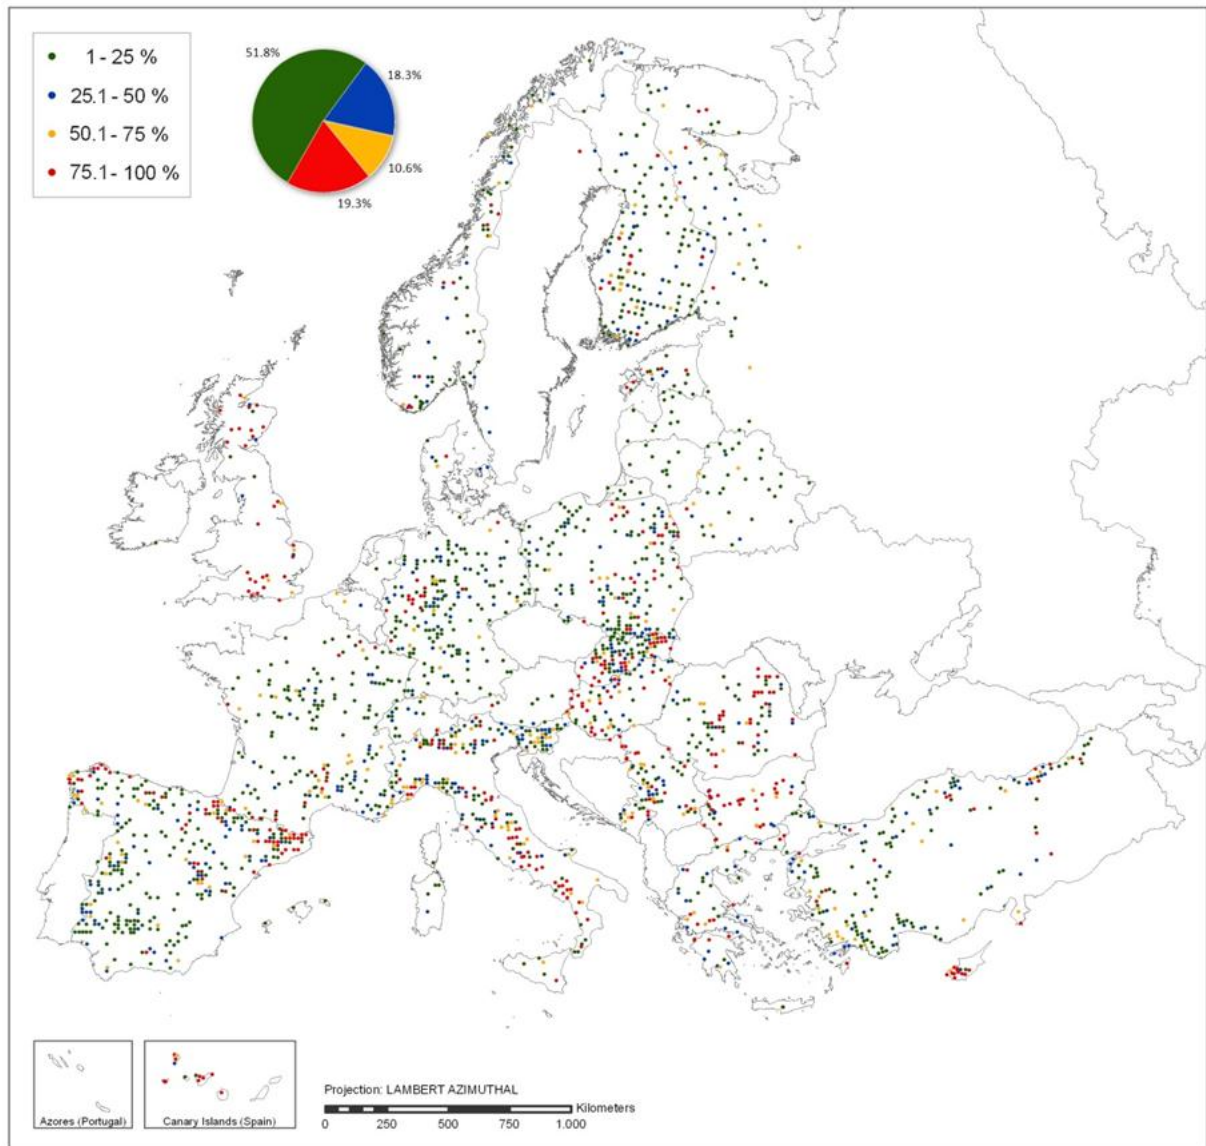 1 - 25 %
25.1 - 50 %
50.1 - 75 %
75.1 - 100 %
51.8%
18.3%
10.6%
19.3%
Azores (Portugal)
Canary Islands (Spain)
Projection: LAMBERT AZIMUTHAL
Kilometers
0 250 500 750 1.000